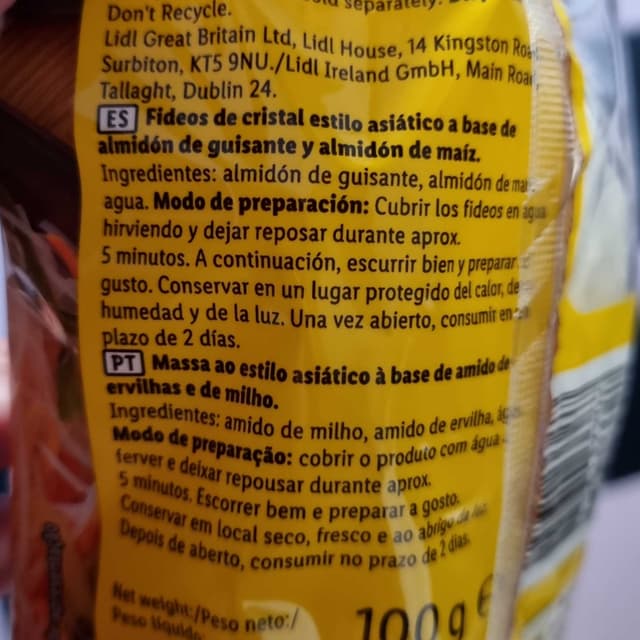 separately.
Don't Recycle.
Lidl Great Britain Ltd, Lidl House, 14 Kingston
Surbiton, KT5 9NU./Lidl Ireland GmbH, Main Road,
Tallaght, Dublin 24.
ES Fideos de cristal estilo asiático a base de
almidón de guisante y almidón de maíz.
Ingredientes: almidón de guisante, almidón de
agua. Modo de preparación: Cubrir los fideos en agua
hirviendo y dejar reposar durante aprox.
5 minutos. A continuación, escurrir bien y preparar
gusto. Conservar en un lugar protegido del calor, de
humedad y de la luz. Una vez abierto, consumir en
plazo de 2 días.
PT Massa ao estilo asiático à base de amido de
ervilhas e de milho.
Ingredientes: amido de milho, amido de ervilha,
Modo de preparação: cobrir o produto com água
ferver e deixar repousar durante aprox.
5 minutos. Escorrer bem e preparar a gosto.
Conservar em local seco, fresco e ao abrigo da luz.
Depois de aberto, consumir no prazo de 2 dias.
Net weight:/Peso neto:/
Peso líquido
100g e